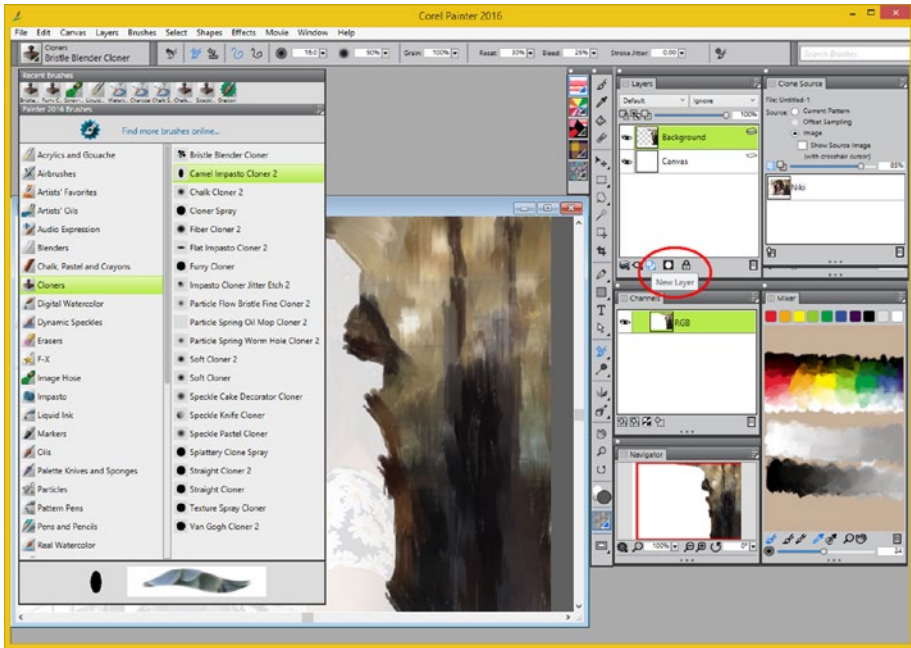 Corel Painter 2016
File Edit Canvas Layers Brushes Select Shapes Effects Movie Window Help
Cloners
Bristle Blender Cloner
18.0
50%
Grain: 100%
Resat: 30%
Bleed: 25%
Stroke Jitter: 0.00
Search Brushes
Recent Brushes
Painter 2016 Brushes
Find more brushes online...
Acrylics and Gouache
Airbrushes
Artists' Favorites
Artists' Oils
Audio Expression
Blenders
Chalk, Pastel and Crayons
Cloners
Digital Watercolor
Dynamic Speckles
Erasers
F-X
Image Hose
Impasto
Liquid Ink
Markers
Oils
Palette Knives and Sponges
Particles
Pattern Pens
Pens and Pencils
Real Watercolor
Bristle Blender Cloner
Camel Impasto Cloner 2
Chalk Cloner 2
Cloner Spray
Fiber Cloner 2
Flat Impasto Cloner 2
Furry Cloner
Impasto Cloner Jitter Etch 2
Particle Flow Bristle Fine Cloner 2
Particle Spring Oil Mop Cloner 2
Particle Spring Worm Hole Cloner 2
Soft Cloner 2
Soft Cloner
Speckle Cake Decorator Cloner
Speckle Knife Cloner
Speckle Pastel Cloner
Splattery Clone Spray
Straight Cloner 2
Straight Cloner
Texture Spray Cloner
Van Gogh Cloner 2
Layers
Default
Ignore
100%
Background
Canvas
New Layer
Channels
RGB
Navigator
100%
0°
Clone Source
File: Untitled-1
Source: Current Pattern
Offset Sampling
Image
Show Source Image
(with crosshair cursor)
Niki
Mixer
T